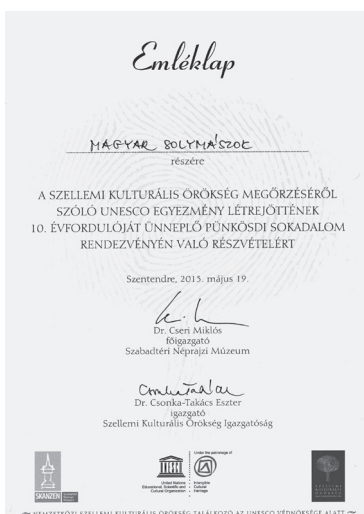 Emléklap
MAGYAR SOLYMÁSZOK
részére
A SZELLEMI KULTURÁLIS ÖRÖKSÉG MEGŐRZÉSÉRŐL
SZÓLÓ UNESCO EGYEZMÉNY LÉTREJÖTTÉNEK
10. ÉVFORDULÓJÁT ÜNNEPLŐ PÜNKÖSDI SOKADALOM
RENDEZVÉNYÉN VALÓ RÉSZVÉTELÉRT
Szentendre, 2013. május 19.
Dr. Cseri Miklós
főigazgató
Szabadtéri Néprajzi Múzeum
Dr. Csonka-Takács Eszter
igazgató
Szellemi Kulturális Örökség Igazgatóság
SKANZEN
Under the patronage of
United Nations
Educational, Scientific and
Cultural Organization
Intangible
Cultural
Heritage
NEMZETKÖZI SZELLEMI KULTURÁLIS ÖRÖKSÉG TALÁLKOZÓ AZ UNESCO VÉDNÖKSÉGE ALATT